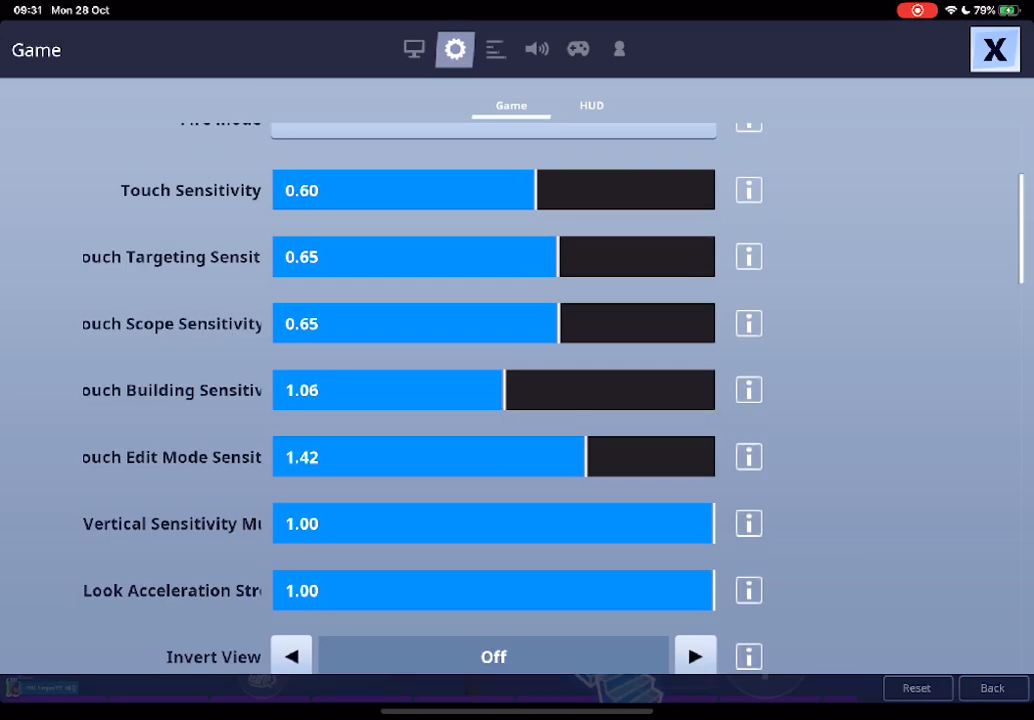 09:31 Mon 28 Oct
79%
Game
X
Game HUD
Touch Sensitivity 0.60
ouch Targeting Sensit 0.65
ouch Scope Sensitivity 0.65
ouch Building Sensitiv 1.06
ouch Edit Mode Sensit 1.42
Vertical Sensitivity Mu 1.00
Look Acceleration Stre 1.00
Invert View Off
Reset Back